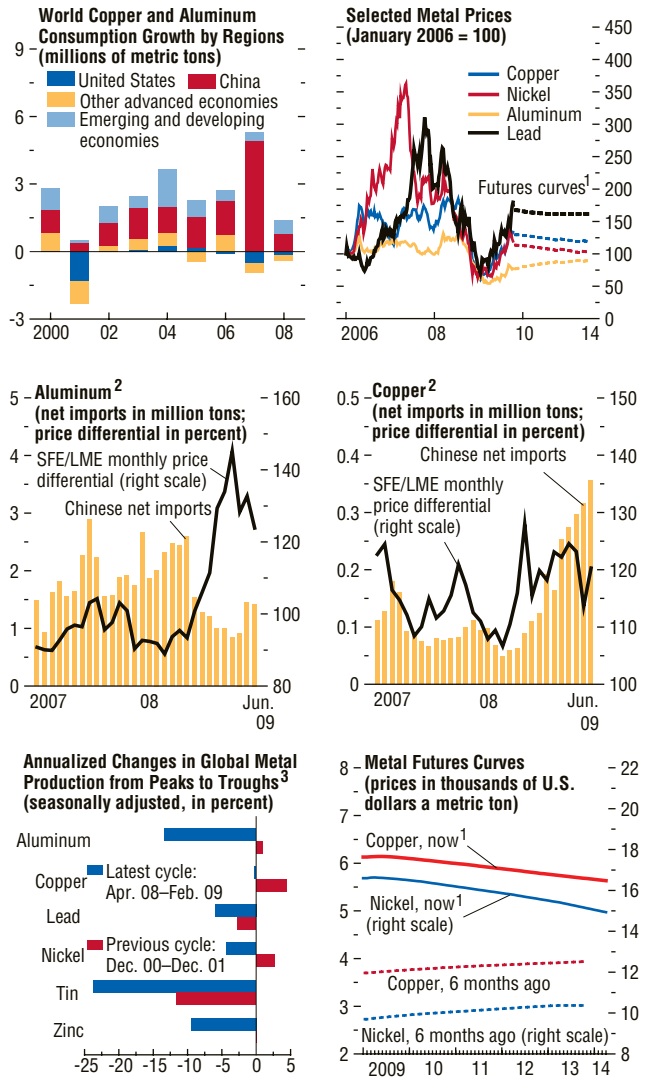 World Copper and Aluminum
Consumption Growth by Regions
(millions of metric tons)
United States
China
Other advanced economies
Emerging and developing
economies
9
6
3
0
-3
2000 02 04 06 08
Selected Metal Prices
(January 2006 = 100)
Copper
Nickel
Aluminum
Lead
Futures curves1
450
400
350
300
250
200
150
100
50
0
2006 08 10 14
Aluminum2
(net imports in million tons;
price differential in percent)
SFE/LME monthly price
differential (right scale)
Chinese net imports
5
4
3
2
1
0
160
140
120
100
80
2007 08 Jun.
09
Copper2
(net imports in million tons;
price differential in percent)
Chinese net imports
SFE/LME monthly
price differential
(right scale)
0.5
0.4
0.3
0.2
0.1
0
150
140
130
120
110
100
2007 08 Jun.
09
Annualized Changes in Global Metal
Production from Peaks to Troughs3
(seasonally adjusted, in percent)
Aluminum
Copper
Lead
Nickel
Tin
Zinc
Latest cycle:
Apr. 08–Feb. 09
Previous cycle:
Dec. 00–Dec. 01
-25 -20 -15 -10 -5 0 5
Metal Futures Curves
(prices in thousands of U.S.
dollars a metric ton)
Copper, now1
Nickel, now1
(right scale)
Copper, 6 months ago
Nickel, 6 months ago (right scale)
8
7
6
5
4
3
2
22
20
18
16
14
12
10
8
2009 10 11 12 13 14